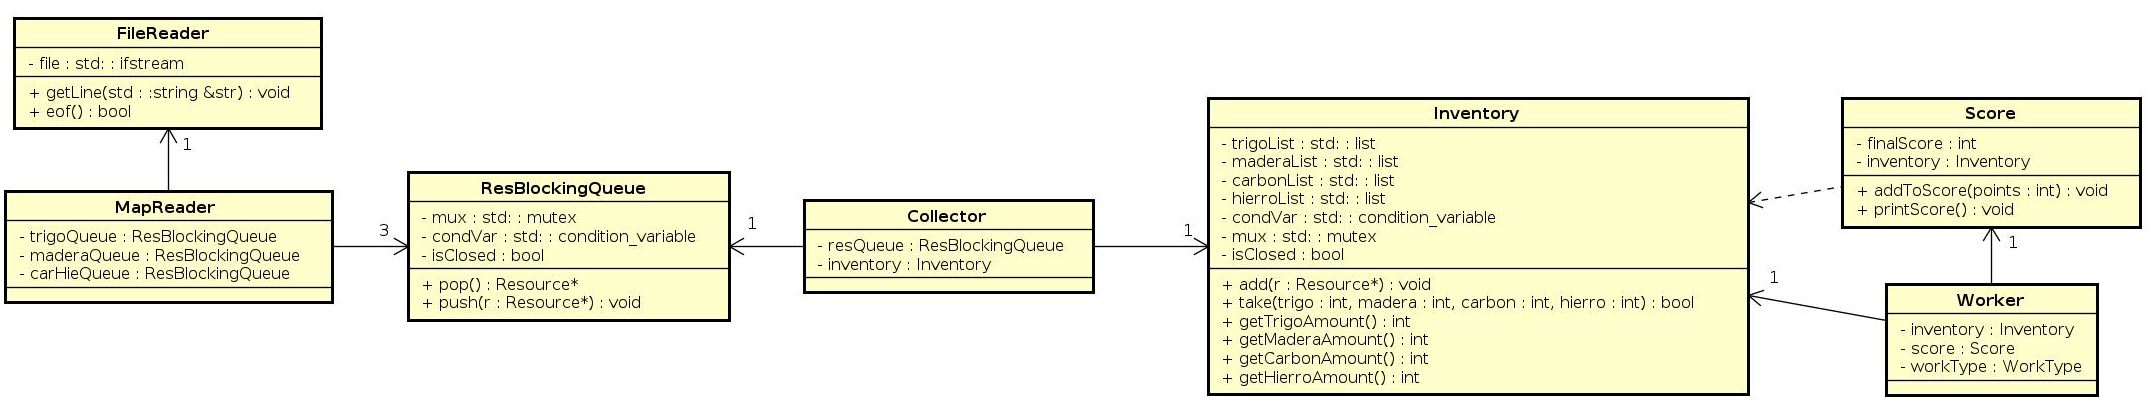 FileReader
- file : std: : ifstream
+ getLine(std : :string &str) : void
+ eof() : bool
1
MapReader
- trigoQueue : ResBlockingQueue
- maderaQueue : ResBlockingQueue
- carHieQueue : ResBlockingQueue
3
ResBlockingQueue
- mux : std: : mutex
- condVar : std: : condition_variable
- isClosed : bool
+ pop() : Resource*
+ push(r : Resource*) : void
1
Collector
- resQueue : ResBlockingQueue
- inventory : Inventory
1
Inventory
- trigoList : std: : list
- maderaList : std: : list
- carbonList : std: : list
- hierroList : std: : list
- condVar : std: : condition_variable
- mux : std: : mutex
- isClosed : bool
+ add(r : Resource*) : void
+ take(trigo : int, madera : int, carbon : int, hierro : int) : bool
+ getTrigoAmount() : int
+ getMaderaAmount() : int
+ getCarbonAmount() : int
+ getHierroAmount() : int
Score
- finalScore : int
- inventory : Inventory
+ addToScore(points : int) : void
+ printScore() : void
1
1
Worker
- inventory : Inventory
- score : Score
- workType : WorkType